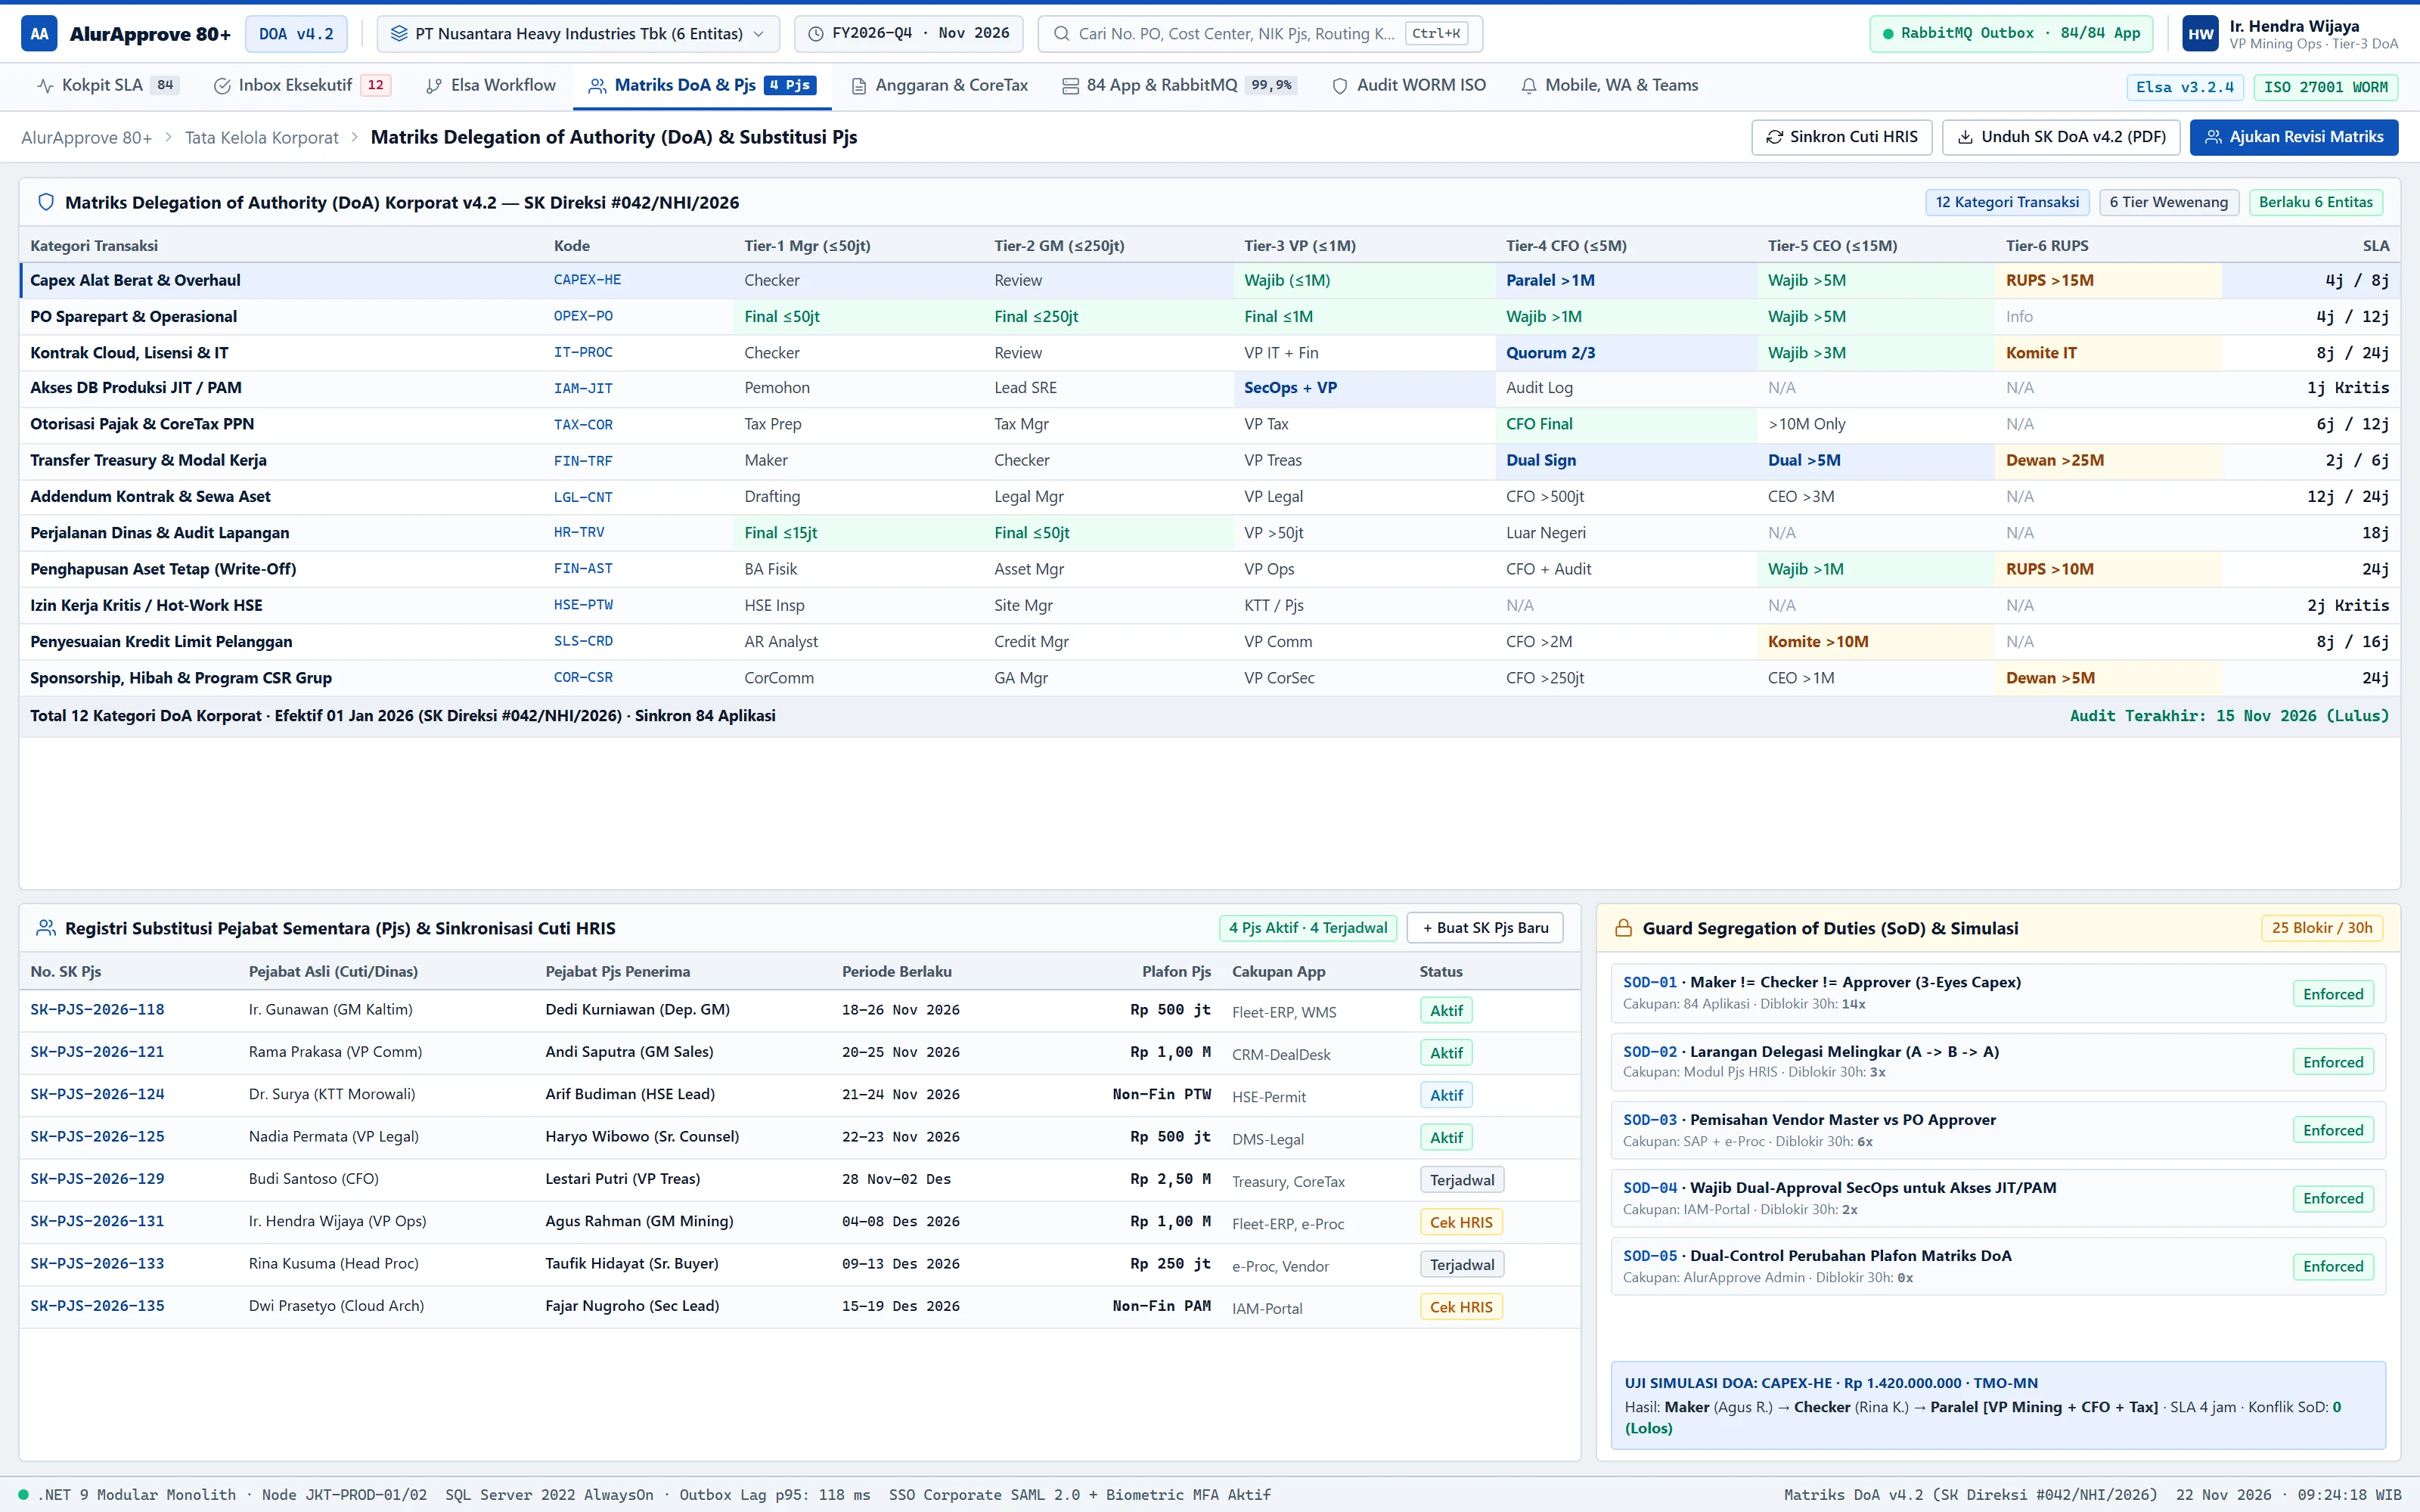 AA AlurApprove 80+ DOA v4.2 PT Nusantara Heavy Industries Tbk (6 Entitas) FY2026-Q4 · Nov 2026 Cari No. PO, Cost Center, NIK Pjs, Routing K... Ctrl+K RabbitMQ Outbox · 84/84 App HW Ir. Hendra Wijaya
VP Mining Ops · Tier-3 DoA
Kokpit SLA 84 Inbox Eksekutif 12 Elsa Workflow Matriks DoA & Pjs 4 Pjs Anggaran & CoreTax 84 App & RabbitMQ 99,9% Audit WORM ISO Mobile, WA & Teams Elsa v3.2.4 ISO 27001 WORM
AlurApprove 80+ > Tata Kelola Korporat > Matriks Delegation of Authority (DoA) & Substitusi Pjs Sinkron Cuti HRIS Unduh SK DoA v4.2 (PDF) Ajukan Revisi Matriks
Matriks Delegation of Authority (DoA) Korporat v4.2 — SK Direksi #042/NHI/2026 12 Kategori Transaksi 6 Tier Wewenang Berlaku 6 Entitas
Kategori Transaksi Kode Tier-1 Mgr (≤50jt) Tier-2 GM (≤250jt) Tier-3 VP (≤1M) Tier-4 CFO (≤5M) Tier-5 CEO (≤15M) Tier-6 RUPS SLA
Capex Alat Berat & Overhaul CAPEX-HE Checker Review Wajib (≤1M) Paralel >1M Wajib >5M RUPS >15M 4j / 8j
PO Sparepart & Operasional OPEX-PO Final ≤50jt Final ≤250jt Final ≤1M Wajib >1M Wajib >5M Info 4j / 12j
Kontrak Cloud, Lisensi & IT IT-PROC Checker Review VP IT + Fin Quorum 2/3 Wajib >3M Komite IT 8j / 24j
Akses DB Produksi JIT / PAM IAM-JIT Pemohon Lead SRE SecOps + VP Audit Log N/A N/A 1j Kritis
Otorisasi Pajak & CoreTax PPN TAX-COR Tax Prep Tax Mgr VP Tax CFO Final >10M Only N/A 6j / 12j
Transfer Treasury & Modal Kerja FIN-TRF Maker Checker VP Treas Dual Sign Dual >5M Dewan >25M 2j / 6j
Addendum Kontrak & Sewa Aset LGL-CNT Drafting Legal Mgr VP Legal CFO >500jt CEO >3M N/A 12j / 24j
Perjalanan Dinas & Audit Lapangan HR-TRV Final ≤15jt Final ≤50jt VP >50jt Luar Negeri N/A N/A 18j
Penghapusan Aset Tetap (Write-Off) FIN-AST BA Fisik Asset Mgr VP Ops CFO + Audit Wajib >1M RUPS >10M 24j
Izin Kerja Kritis / Hot-Work HSE HSE-PTW HSE Insp Site Mgr KTT / Pjs N/A N/A N/A 2j Kritis
Penyesuaian Kredit Limit Pelanggan SLS-CRD AR Analyst Credit Mgr VP Comm CFO >2M Komite >10M N/A 8j / 16j
Sponsorship, Hibah & Program CSR Grup COR-CSR CorComm GA Mgr VP CorSec CFO >250jt CEO >1M Dewan >5M 24j
Total 12 Kategori DoA Korporat · Efektif 01 Jan 2026 (SK Direksi #042/NHI/2026) · Sinkron 84 Aplikasi Audit Terakhir: 15 Nov 2026 (Lulus)
Registri Substitusi Pejabat Sementara (Pjs) & Sinkronisasi Cuti HRIS 4 Pjs Aktif · 4 Terjadwal + Buat SK Pjs Baru
No. SK Pjs Pejabat Asli (Cuti/Dinas) Pejabat Pjs Penerima Periode Berlaku Plafon Pjs Cakupan App Status
SK-PJS-2026-118 Ir. Gunawan (GM Kaltim) Dedi Kurniawan (Dep. GM) 18-26 Nov 2026 Rp 500 jt Fleet-ERP, WMS Aktif
SK-PJS-2026-121 Rama Prakasa (VP Comm) Andi Saputra (GM Sales) 20-25 Nov 2026 Rp 1,00 M CRM-DealDesk Aktif
SK-PJS-2026-124 Dr. Surya (KTT Morowali) Arif Budiman (HSE Lead) 21-24 Nov 2026 Non-Fin PTW HSE-Permit Aktif
SK-PJS-2026-125 Nadia Permata (VP Legal) Haryo Wibowo (Sr. Counsel) 22-23 Nov 2026 Rp 500 jt DMS-Legal Aktif
SK-PJS-2026-129 Budi Santoso (CFO) Lestari Putri (VP Treas) 28 Nov-02 Des Rp 2,50 M Treasury, CoreTax Terjadwal
SK-PJS-2026-131 Ir. Hendra Wijaya (VP Ops) Agus Rahman (GM Mining) 04-08 Des 2026 Rp 1,00 M Fleet-ERP, e-Proc Cek HRIS
SK-PJS-2026-133 Rina Kusuma (Head Proc) Taufik Hidayat (Sr. Buyer) 09-13 Des 2026 Rp 250 jt e-Proc, Vendor Terjadwal
SK-PJS-2026-135 Dwi Prasetyo (Cloud Arch) Fajar Nugroho (Sec Lead) 15-19 Des 2026 Non-Fin PAM IAM-Portal Cek HRIS
Guard Segregation of Duties (SoD) & Simulasi 25 Blokir / 30h
SOD-01 · Maker != Checker != Approver (3-Eyes Capex) Enforced
Cakupan: 84 Aplikasi · Diblokir 30h: 14x
SOD-02 · Larangan Delegasi Melingkar (A -> B -> A) Enforced
Cakupan: Modul Pjs HRIS · Diblokir 30h: 3x
SOD-03 · Pemisahan Vendor Master vs PO Approver Enforced
Cakupan: SAP + e-Proc · Diblokir 30h: 6x
SOD-04 · Wajib Dual-Approval SecOps untuk Akses JIT/PAM Enforced
Cakupan: IAM-Portal · Diblokir 30h: 2x
SOD-05 · Dual-Control Perubahan Plafon Matriks DoA Enforced
Cakupan: AlurApprove Admin · Diblokir 30h: 0x
UJI SIMULASI DOA: CAPEX-HE · Rp 1.420.000.000 · TMO-MN
Hasil: Maker (Agus R.) → Checker (Rina K.) → Paralel [VP Mining + CFO + Tax] · SLA 4 jam · Konflik SoD: 0
(Lolos)
.NET 9 Modular Monolith · Node JKT-PROD-01/02 SQL Server 2022 AlwaysOn · Outbox Lag p95: 118 ms SSO Corporate SAML 2.0 + Biometric MFA Aktif Matriks DoA v4.2 (SK Direksi #042/NHI/2026) 22 Nov 2026 · 09:24:18 WIB